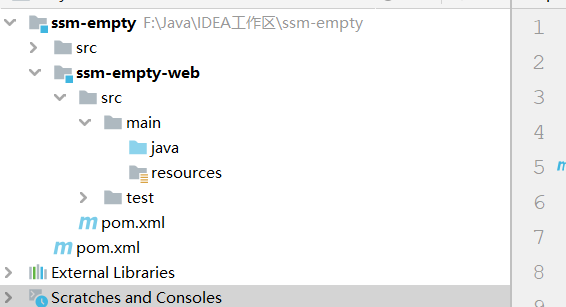 ssm-empty F:\Java\IDEA工作区\ssm-empty
1
src
2
ssm-empty-web
3
src
main
4
java
5
resources
6
test
pom.xml
7
pom.xml
8
External Libraries
Scratches and Consoles